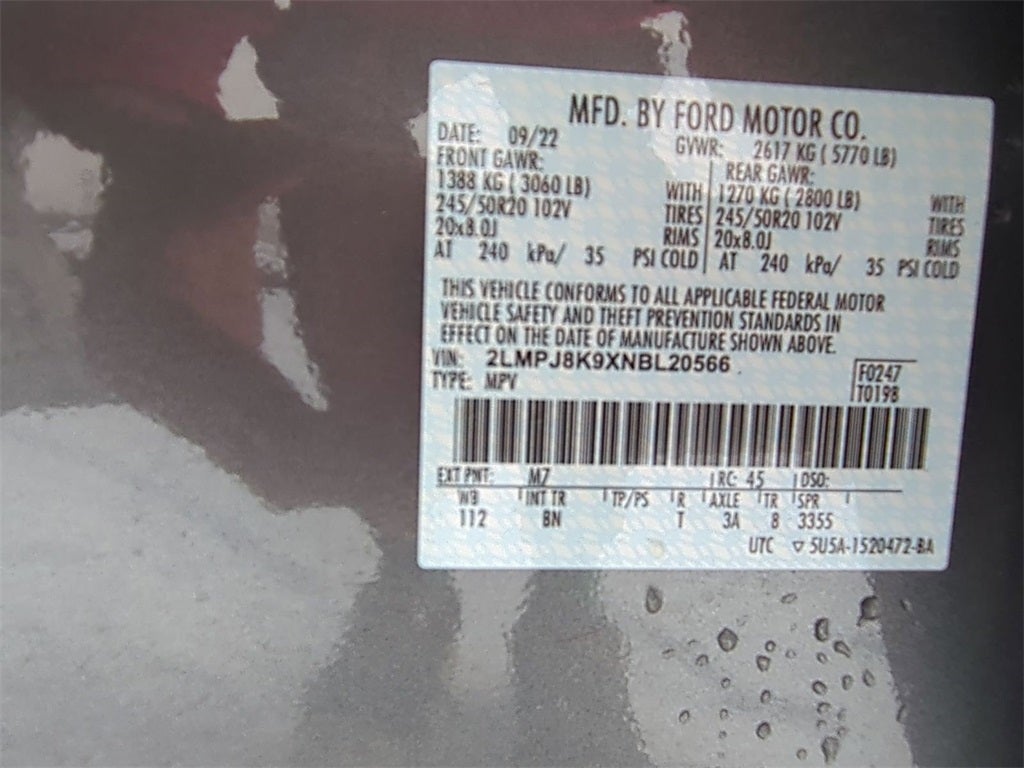 MFD. BY FORD MOTOR CO.
DATE: 09/22 GVWR: 2617 KG ( 5770 LB)
FRONT GAWR: REAR GAWR:
1388 KG ( 3060 LB) WITH 1270 KG ( 2800 LB) WITH
245/50R20 102V TIRES 245/50R20 102V TIRES
20x8.0J RIMS 20x8.0J RIMS
AT 240 kPa/ 35 PSI COLD AT 240 kPa/ 35 PSI COLD
THIS VEHICLE CONFORMS TO ALL APPLICABLE FEDERAL MOTOR
VEHICLE SAFETY AND THEFT PREVENTION STANDARDS IN
EFFECT ON THE DATE OF MANUFACTURE SHOWN ABOVE.
VIN: 2LMPJ8K9XNBL20566
TYPE: MPV
F0247
T0198
EXT PNT: M7 RC: 45 DSO:
WB INT TR TP/PS R AXLE TR SPR
112 BN T 3A 8 3355
UTC ▽ 5U5A-1520472-BA